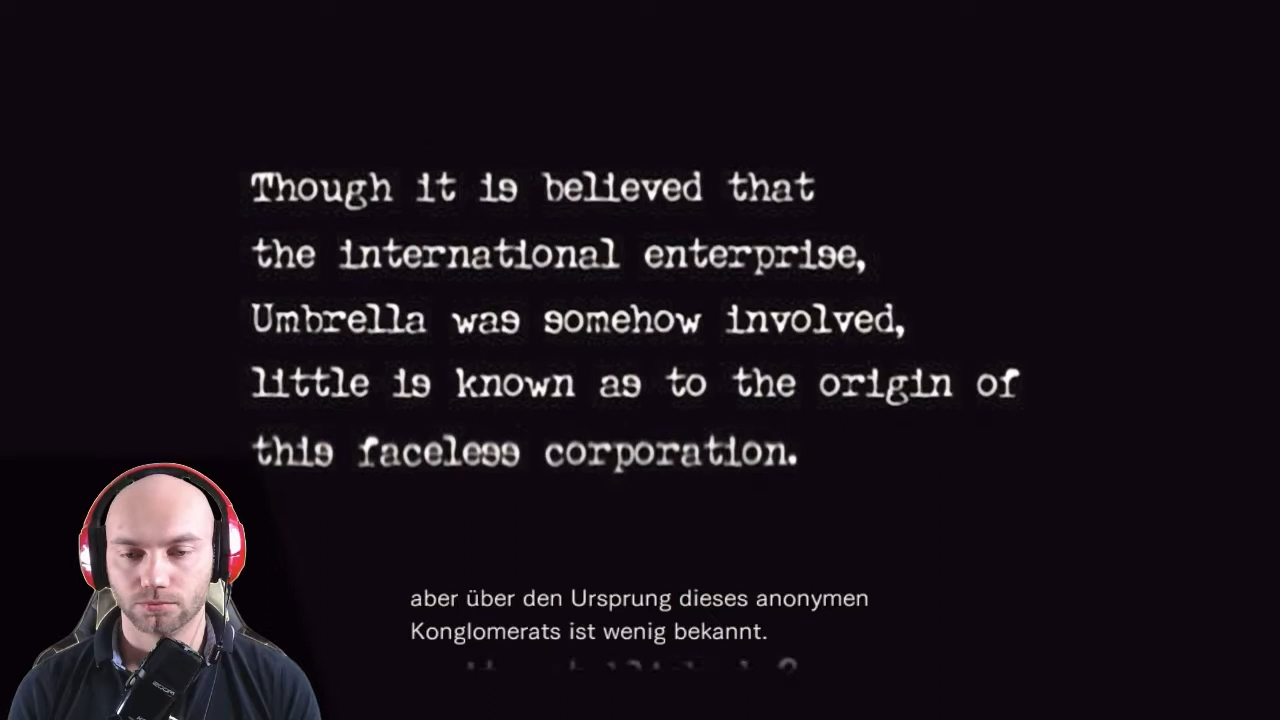 Though it is believed that
the international enterprise,
Umbrella was somehow involved,
little is known as to the origin of
this faceless corporation.
aber über den Ursprung dieses anonymen
Konglomerats ist wenig bekannt.
ZOOM